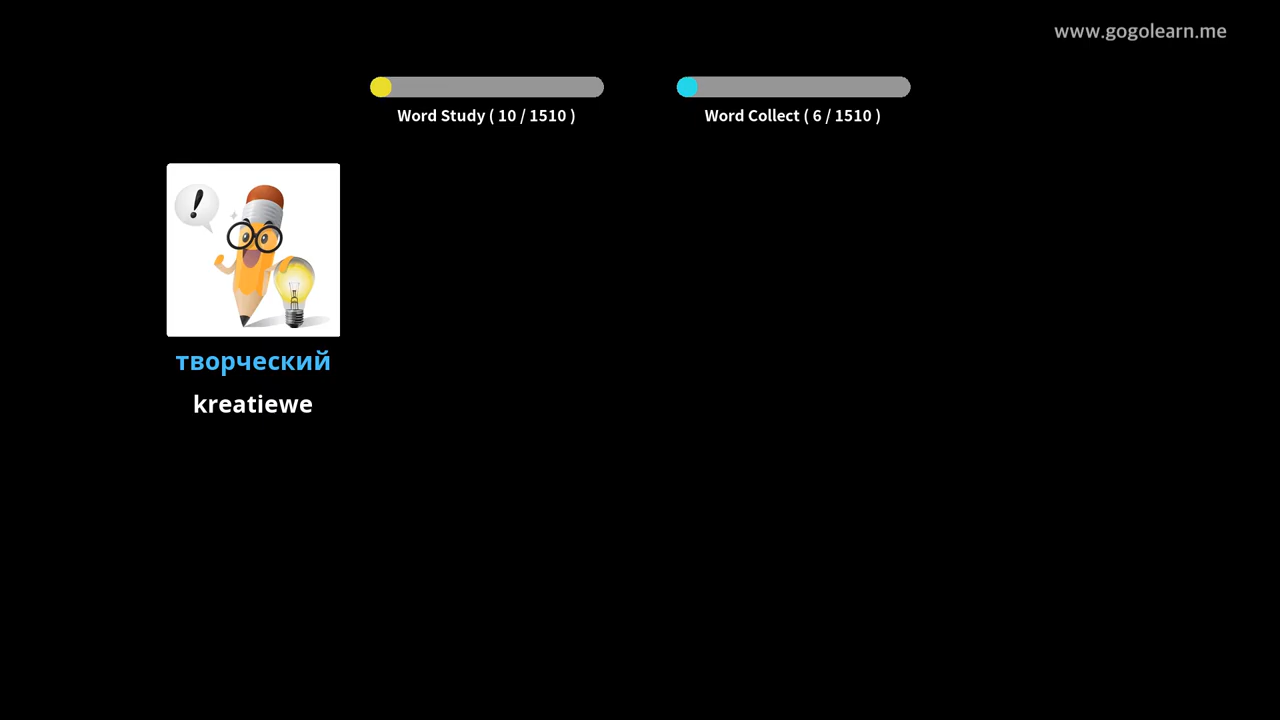 www.gogolearn.me
Word Study ( 10 / 1510 )
Word Collect ( 6 / 1510 )
!
творческий
kreatiewe